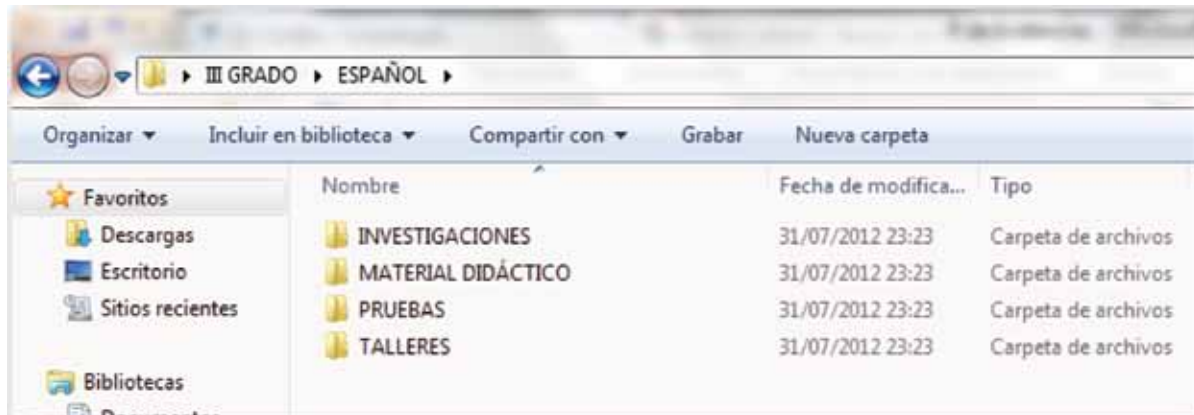 III GRADO ESPAÑOL
Organizar Incluir en biblioteca Compartir con Grabar Nueva carpeta
Favoritos
Descargas
Escritorio
Sitios recientes
Bibliotecas
Nombre Fecha de modifica... Tipo
INVESTIGACIONES 31/07/2012 23:23 Carpeta de archivos
MATERIAL DIDÁCTICO 31/07/2012 23:23 Carpeta de archivos
PRUEBAS 31/07/2012 23:23 Carpeta de archivos
TALLERES 31/07/2012 23:23 Carpeta de archivos